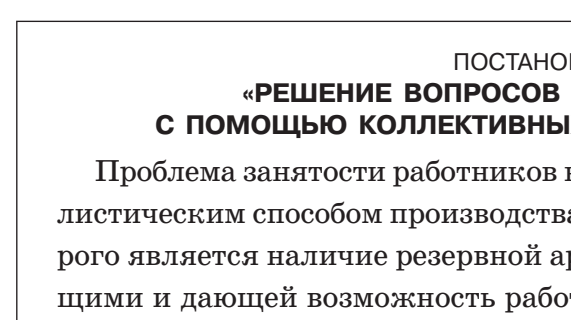 ПОСТАНО
«РЕШЕНИЕ ВОПРОСОВ
С ПОМОЩЬЮ КОЛЛЕКТИВНЫ
Проблема занятости работников
листическим способом производства
рого является наличие резервной
щими и дающей возможность рабо